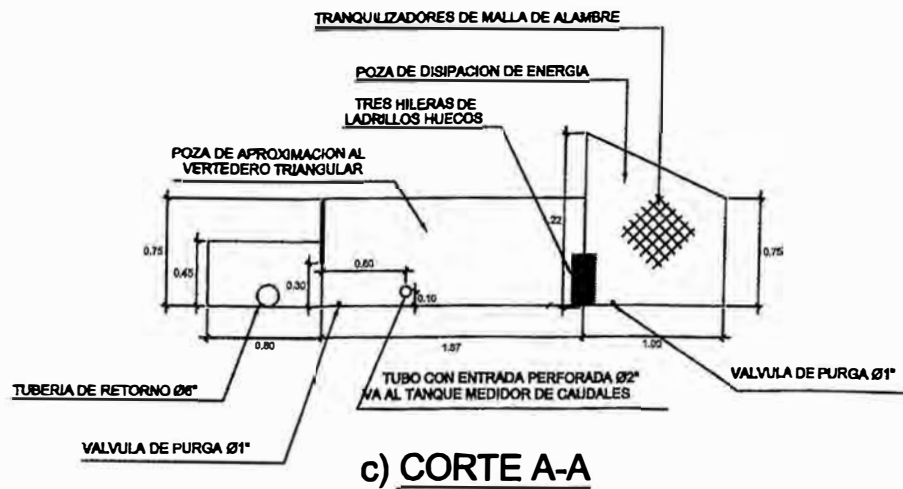 TRANQUILIZADORES DE MALLA DE ALAMBRE
POZA DE DISIPACION DE ENERGIA
TRES HILERAS DE
LADRILLOS HUECOS
POZA DE APROXIMACION AL
VERTEDERO TRIANGULAR
0.75
0.45
0.30
0.60
0.10
.22
0.75
0.80
1.87
TUBERIA DE RETORNO Ø6"
TUBO CON ENTRADA PERFORADA Ø2"
VA AL TANQUE MEDIDOR DE CAUDALES
VALVULA DE PURGA Ø1"
VALVULA DE PURGA Ø1"
c) CORTE A-A